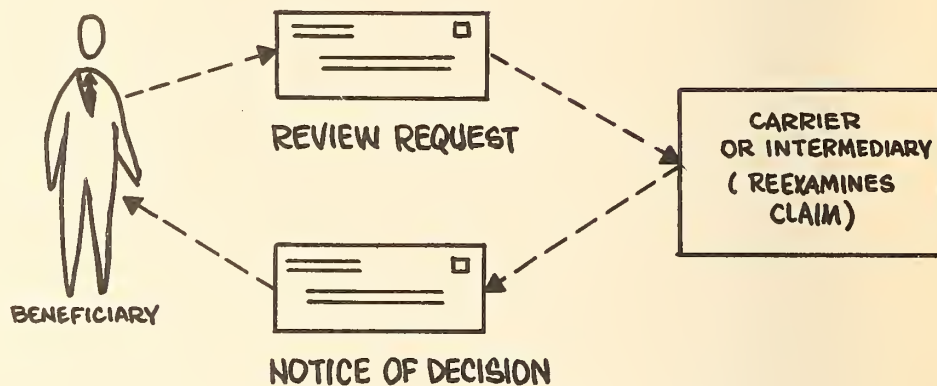 REVIEW REQUEST
CARRIER
OR INTERMEDIARY
( REEXAMINES
CLAIM)
BENEFICIARY
NOTICE OF DECISION